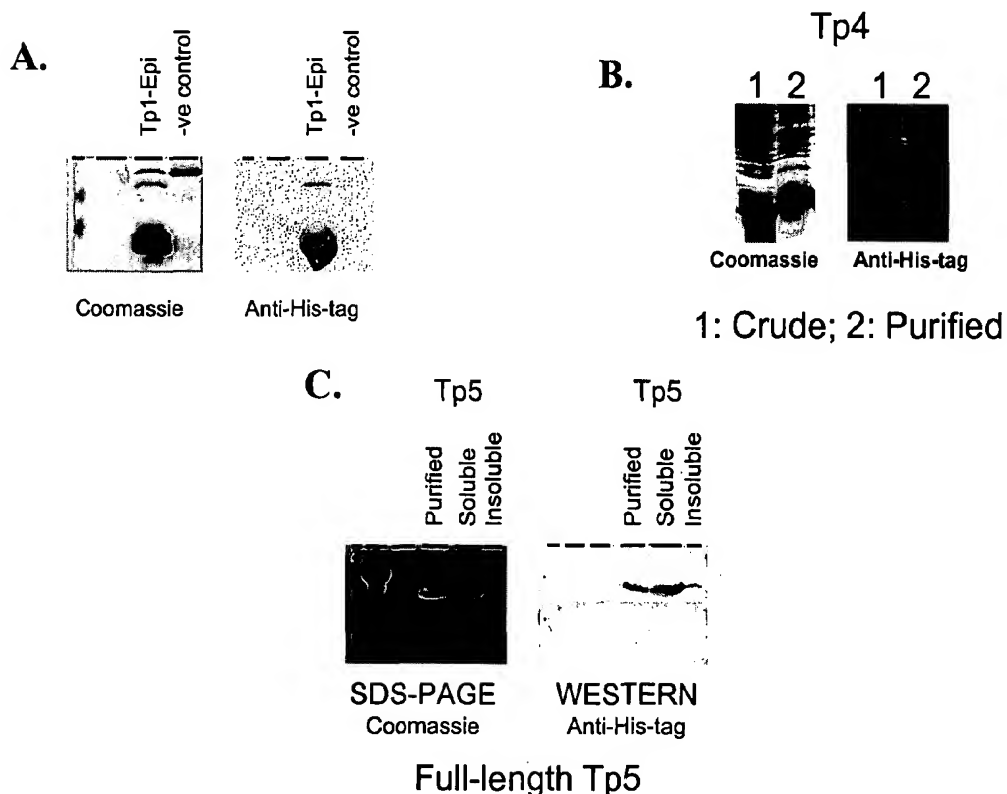 A.
Tp1-Epi
-ve control
Coomassie
Anti-His-tag
Tp4
B.
1 2
1 2
Coomassie
Anti-His-tag
1: Crude; 2: Purified
C.
Tp5
Tp5
Tp1-Epi
-ve control
Purified
Soluble
Insoluble
Purified
Soluble
Insoluble
SDS-PAGE
Coomassie
WESTERN
Anti-His-tag
Full-length Tp5